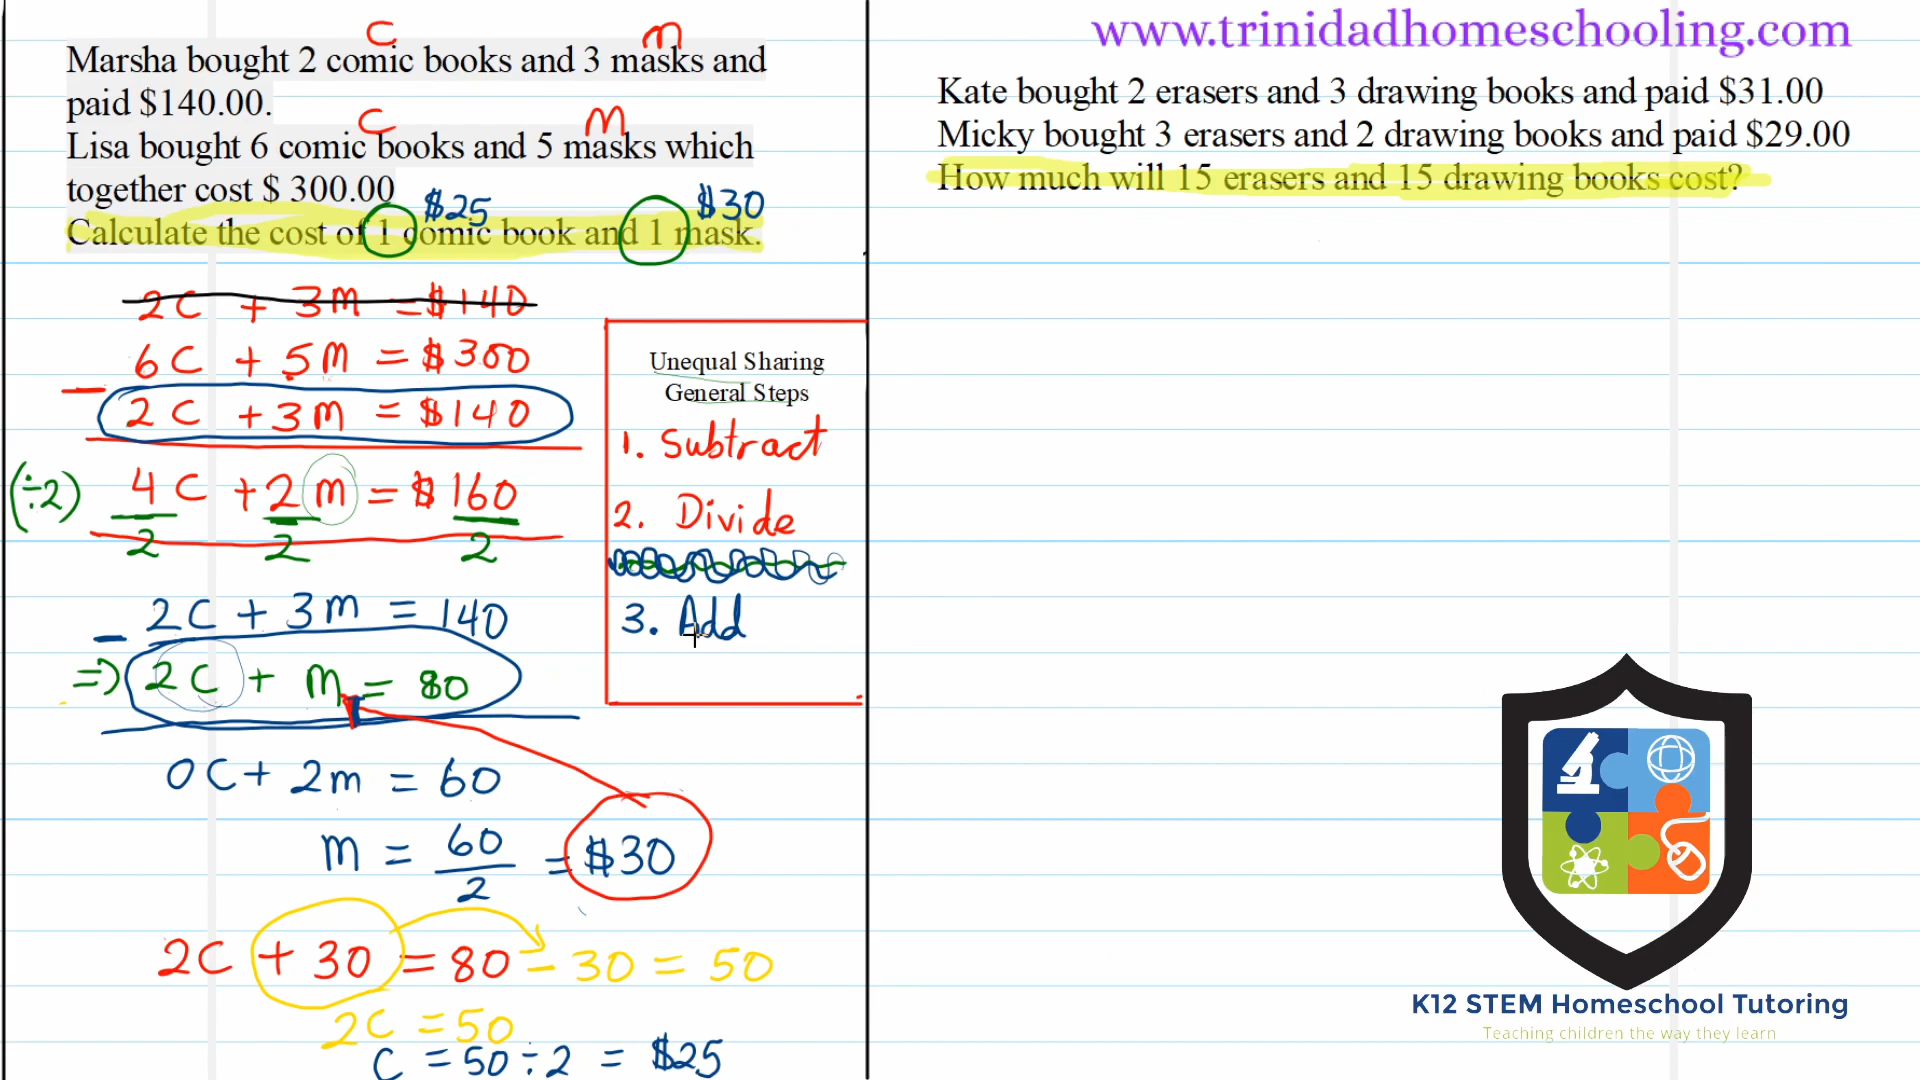 C m
Marsha bought 2 comic books and 3 masks and
paid $140.00.
C m
Lisa bought 6 comic books and 5 masks which
together cost $ 300.00
$25 $30
Calculate the cost of 1 comic book and 1 mask.
2C + 3m = $140
6C + 5m = $300
- 2C + 3m = $140
(÷2) 4C + 2m = $160
2 2 2
- 2C + 3m = 140
=> 2C + m = 80
0C + 2m = 60
m = 60
2 = $30
2C + 30 = 80 - 30 = 50
2C = 50
C = 50 ÷ 2 = $25
Unequal Sharing
General Steps
1. Subtract
2. Divide
3. Add
www.trinidadhomeschooling.com
Kate bought 2 erasers and 3 drawing books and paid $31.00
Micky bought 3 erasers and 2 drawing books and paid $29.00
How much will 15 erasers and 15 drawing books cost?
K12 STEM Homeschool Tutoring
Teaching children the way they learn